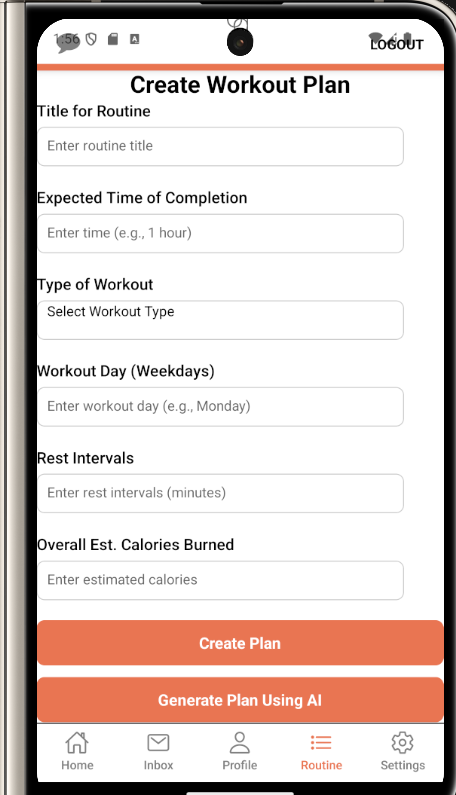 1:56
LOGOUT
Create Workout Plan
Title for Routine
Enter routine title
Expected Time of Completion
Enter time (e.g., 1 hour)
Type of Workout
Select Workout Type
Workout Day (Weekdays)
Enter workout day (e.g., Monday)
Rest Intervals
Enter rest intervals (minutes)
Overall Est. Calories Burned
Enter estimated calories
Create Plan
Generate Plan Using AI
Home Inbox Profile Routine Settings